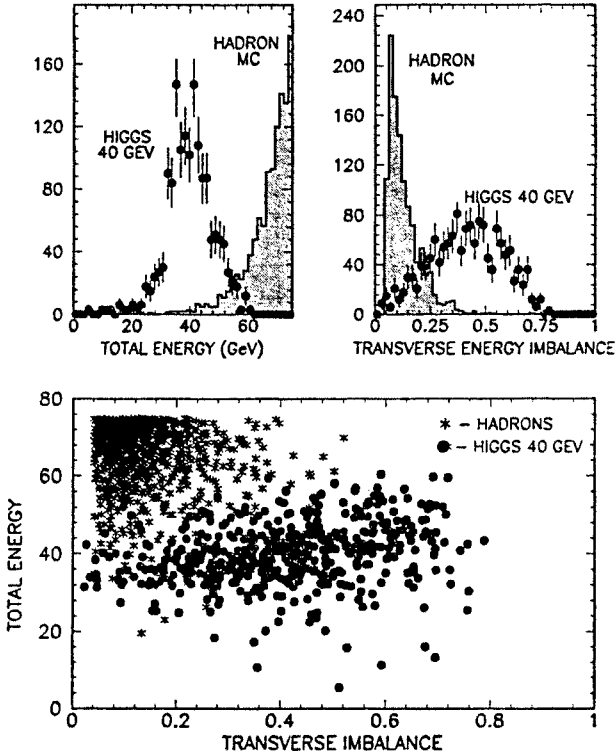 160
120
80
40
0
HADRON
MC
HIGGS
40 GEV
0 20 40 60
TOTAL ENERGY (GeV)
240
200
160
120
80
40
0
HADRON
MC
HIGGS 40 GEV
0 0.25 0.5 0.75 1
TRANSVERSE ENERGY IMBALANCE
80
60
40
20
0
TOTAL ENERGY
* – HADRONS
● – HIGGS 40 GEV
0 0.2 0.4 0.6 0.8 1
TRANSVERSE IMBALANCE